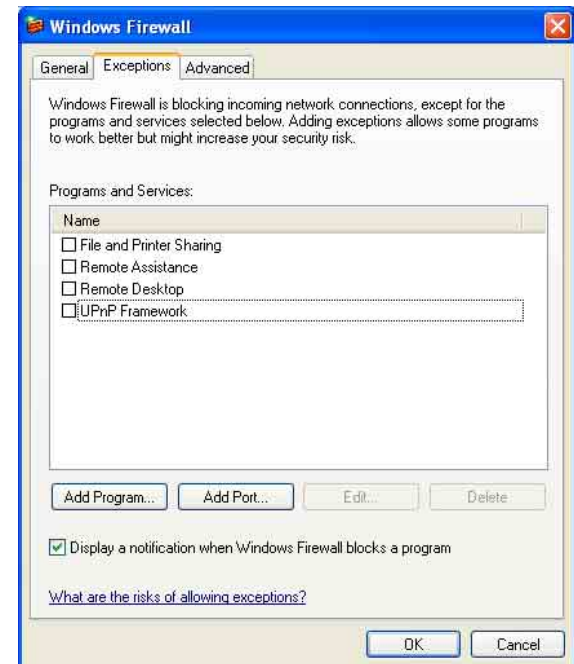 Windows Firewall
General Exceptions Advanced
Windows Firewall is blocking incoming network connections, except for the
programs and services selected below. Adding exceptions allows some programs
to work better but might increase your security risk.
Programs and Services:
Name
File and Printer Sharing
Remote Assistance
Remote Desktop
UPnP Framework
Add Program... Add Port... Edit... Delete
Display a notification when Windows Firewall blocks a program
What are the risks of allowing exceptions?
OK Cancel